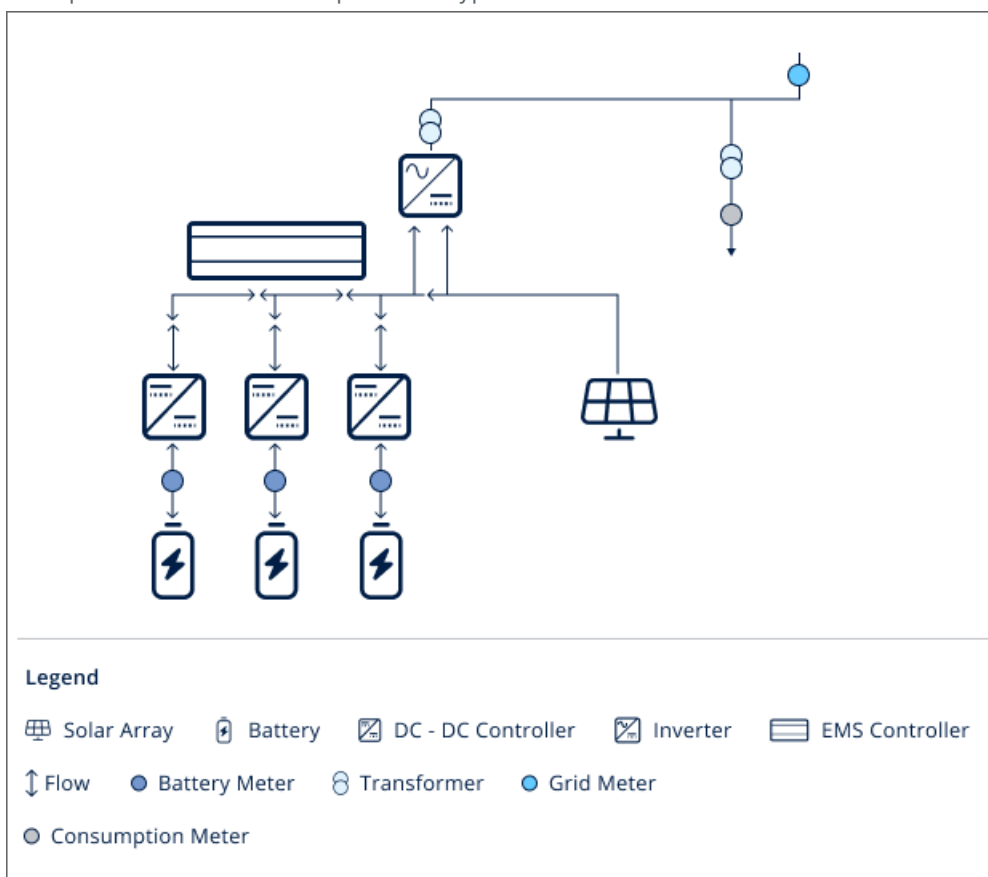 Legend
Solar Array Battery DC - DC Controller Inverter EMS Controller
Flow Battery Meter Transformer Grid Meter
Consumption Meter